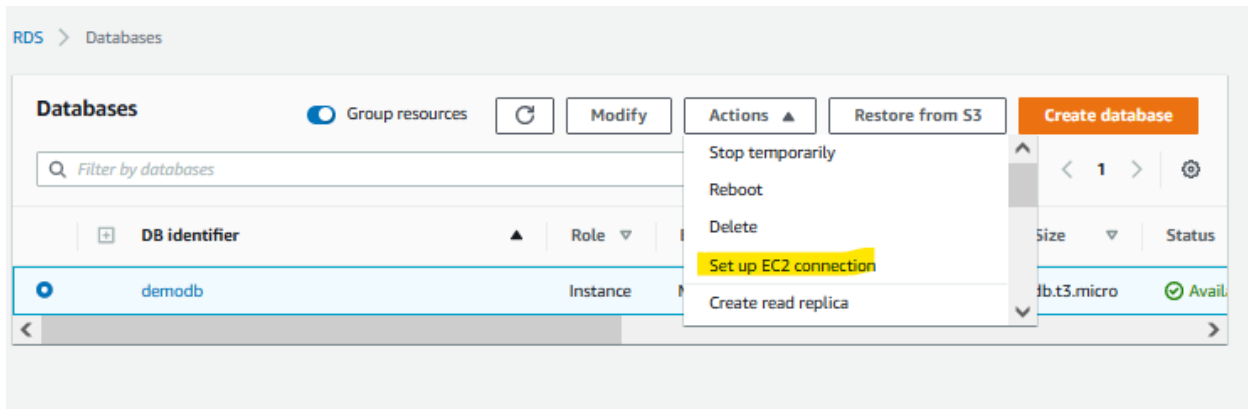 RDS > Databases
Databases Group resources Modify Actions Restore from S3 Create database
Stop temporarily
Filter by databases 1
Reboot
Delete
DB identifier Role Size Status
Set up EC2 connection
demodb Instance db.t3.micro
Create read replica